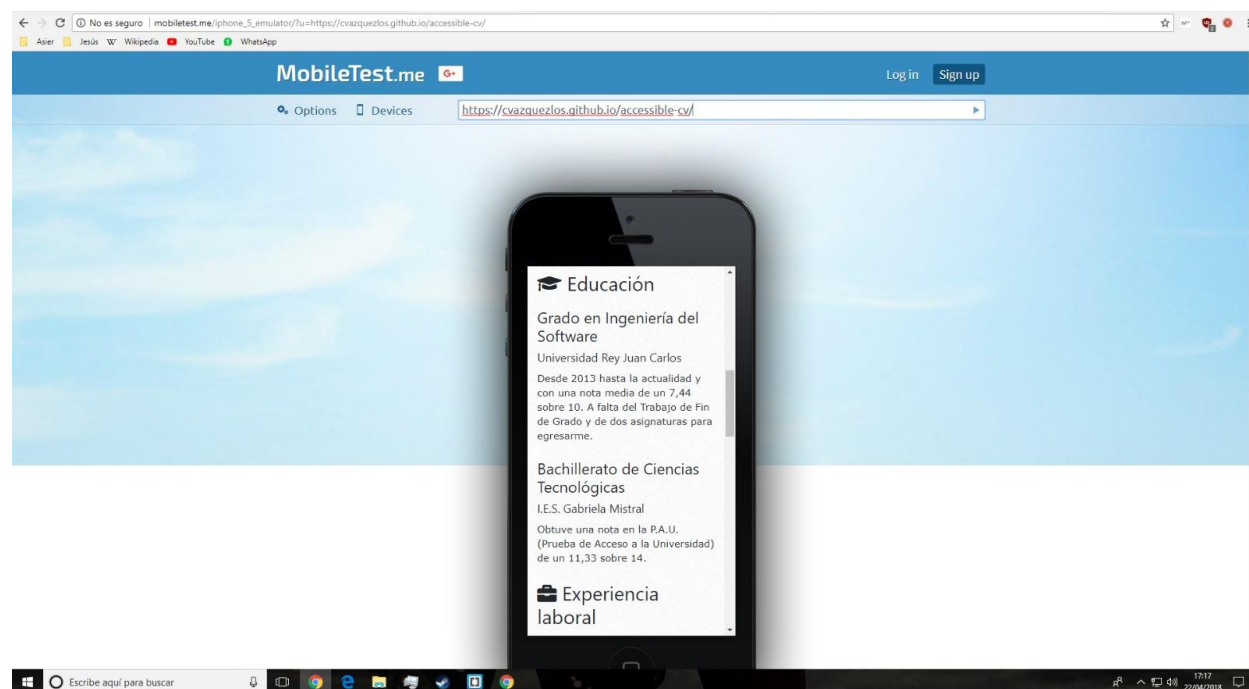 No es seguro | mobiletest.me/iphone_5_emulator/?u=https://cvazquezlos.github.io/accessible-cv/
Asier Jesús W Wikipedia YouTube WhatsApp
MobileTest.me G+ Log in Sign up
Options Devices https://cvazquezlos.github.io/accessible-cv/
Educación
Grado en Ingeniería del
Software
Universidad Rey Juan Carlos
Desde 2013 hasta la actualidad y
con una nota media de un 7,44
sobre 10. A falta del Trabajo de Fin
de Grado y de dos asignaturas para
egresarme.
Bachillerato de Ciencias
Tecnológicas
I.E.S. Gabriela Mistral
Obtuve una nota en la P.A.U.
(Prueba de Acceso a la Universidad)
de un 11,33 sobre 14.
Experiencia
laboral
Escribe aquí para buscar
17:17
22/04/2018